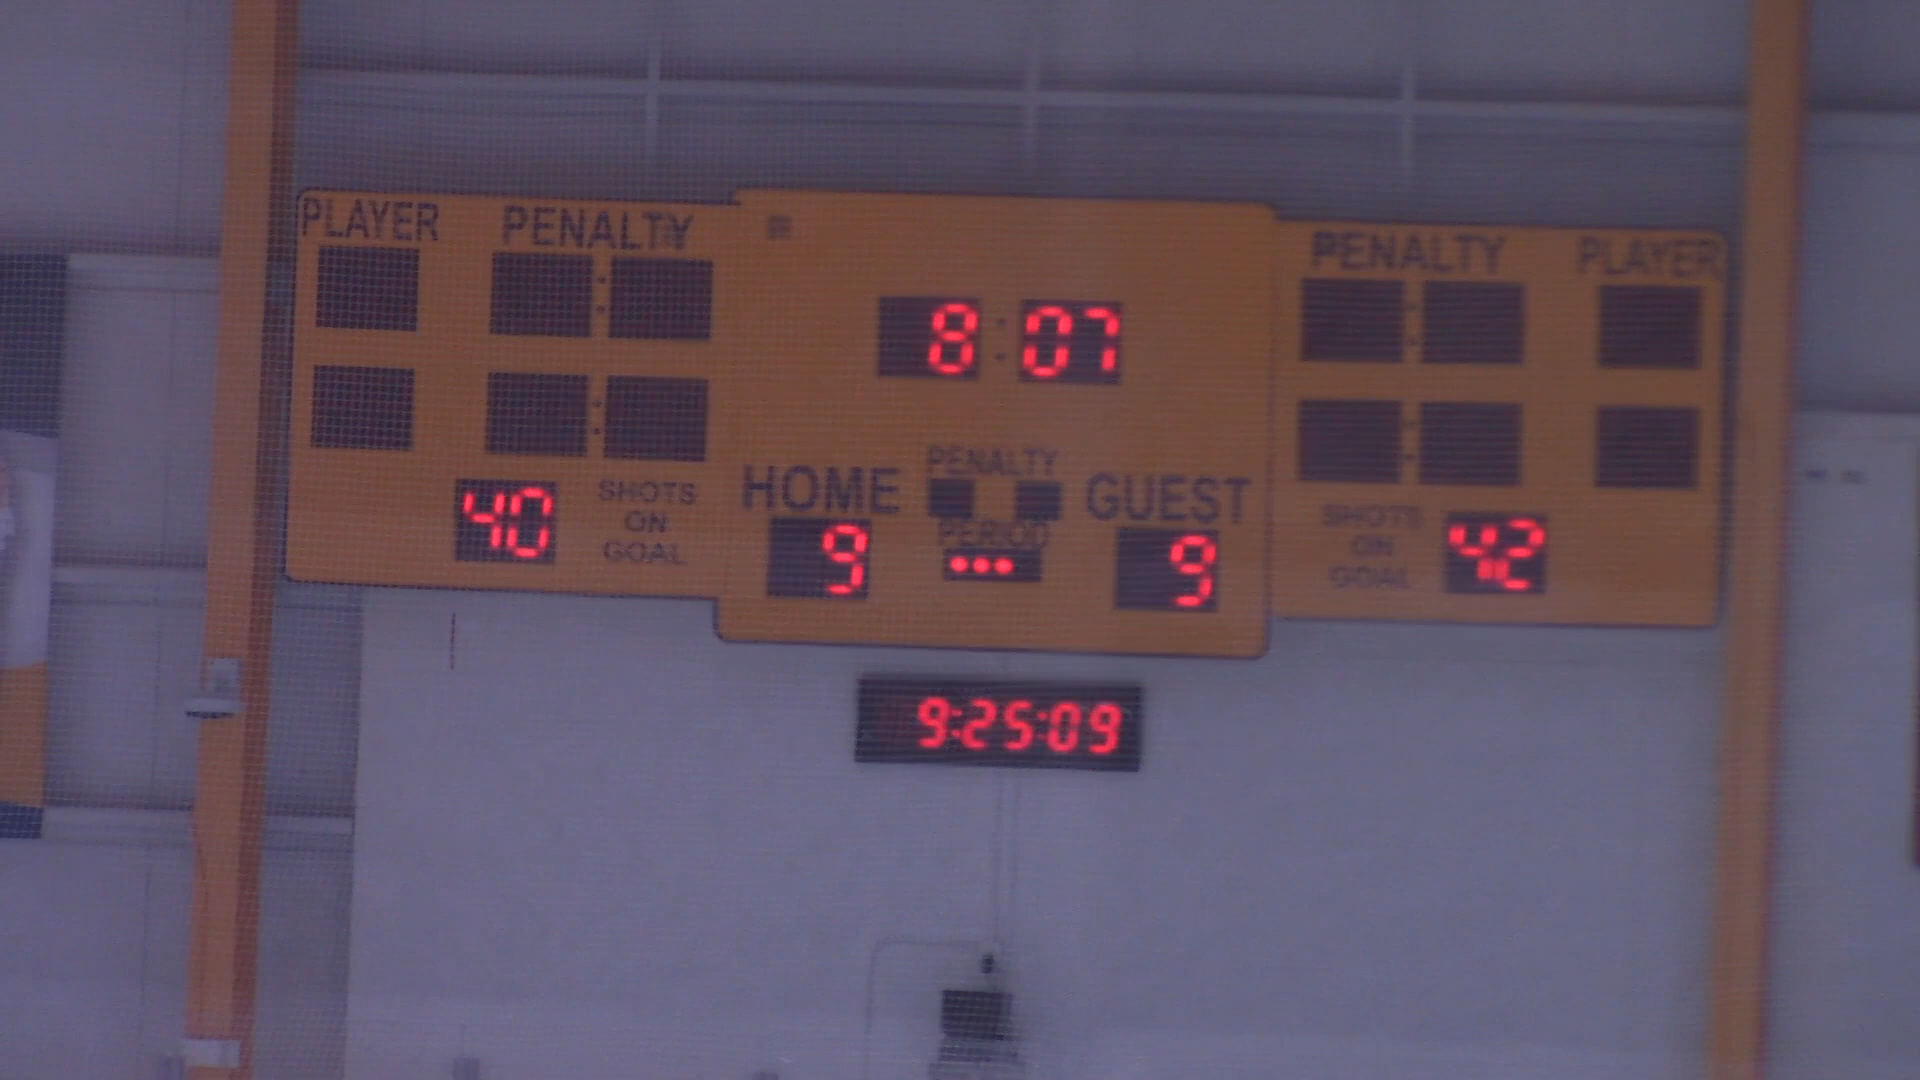 PLAYER PENALTY
PENALTY PLAYER
8:07
HOME PENALTY GUEST
PERIOD
40 SHOTS ON GOAL
9 9
SHOTS ON GOAL 42
9:25:09